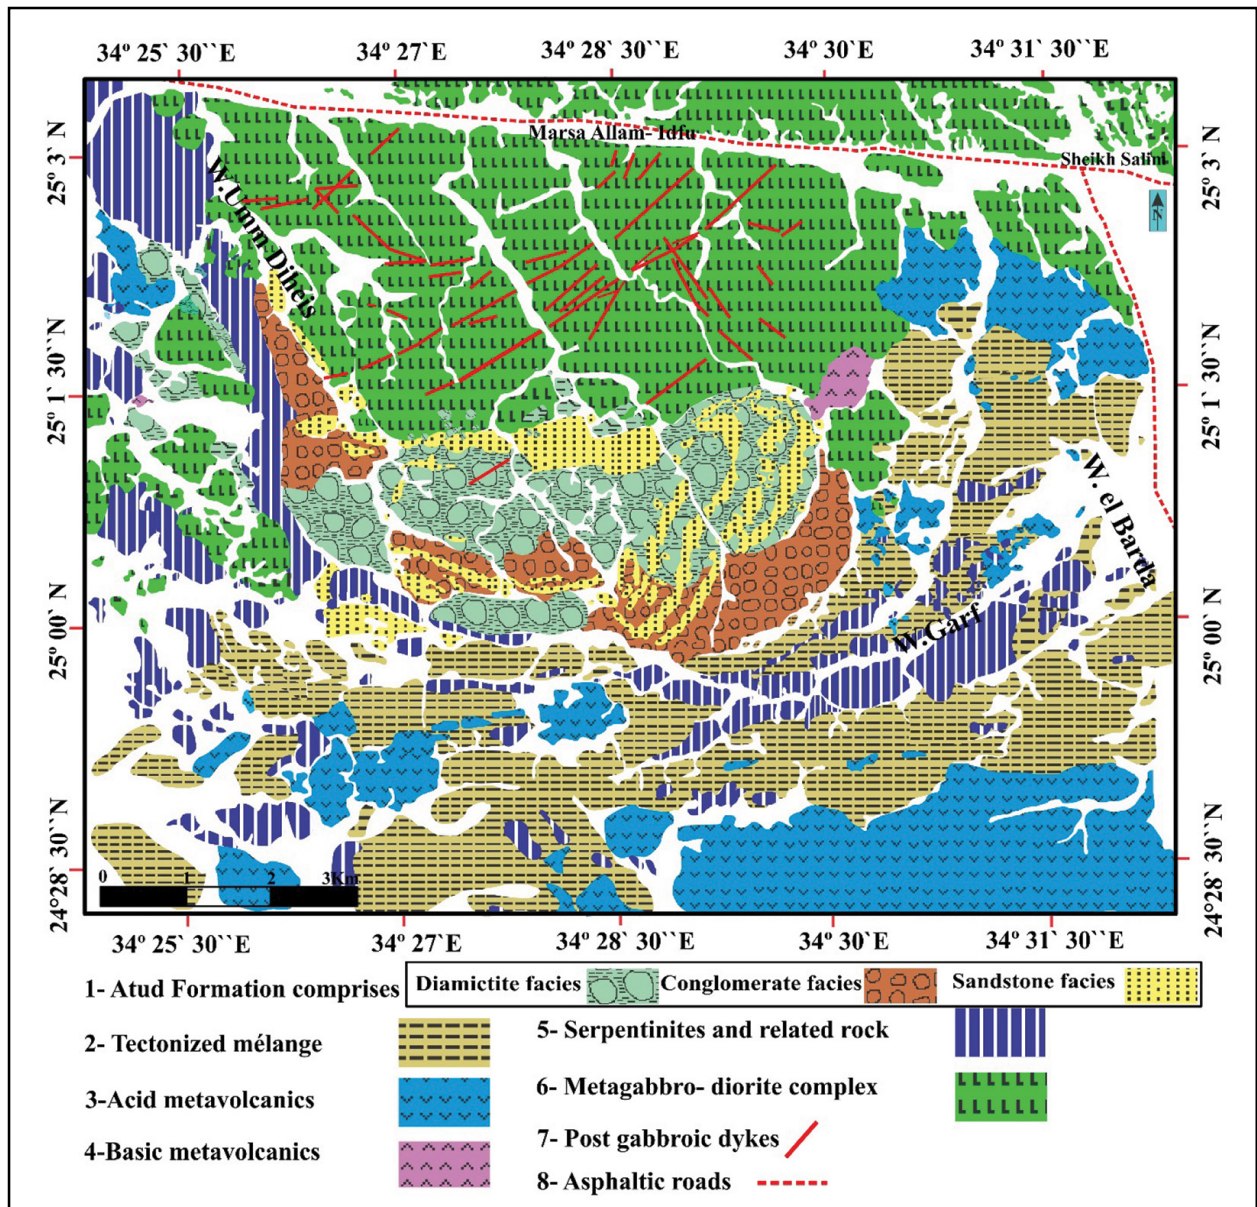 34º 25` 30``E 34º 27`E 34º 28` 30``E 34º 30`E 34º 31` 30``E
25º 3` N
25º 3` N
Marsa Allam- Idfu
Sheikh Salim
N
W.Umm Diheis
25º 1` 30``N
25º 1` 30``N
W. el Barda
W.Garf
25º 00` N
25º 00` N
24º28` 30``N
24º28` 30``N
0 1 2 3Km
34º 25` 30``E 34º 27`E 34º 28` 30``E 34º 30`E 34º 31` 30``E
1- Atud Formation comprises Diamictite facies Conglomerate facies Sandstone facies
2- Tectonized mélange
3-Acid metavolcanics
4-Basic metavolcanics
5- Serpentinites and related rock
6- Metagabbro- diorite complex
7- Post gabbroic dykes
8- Asphaltic roads